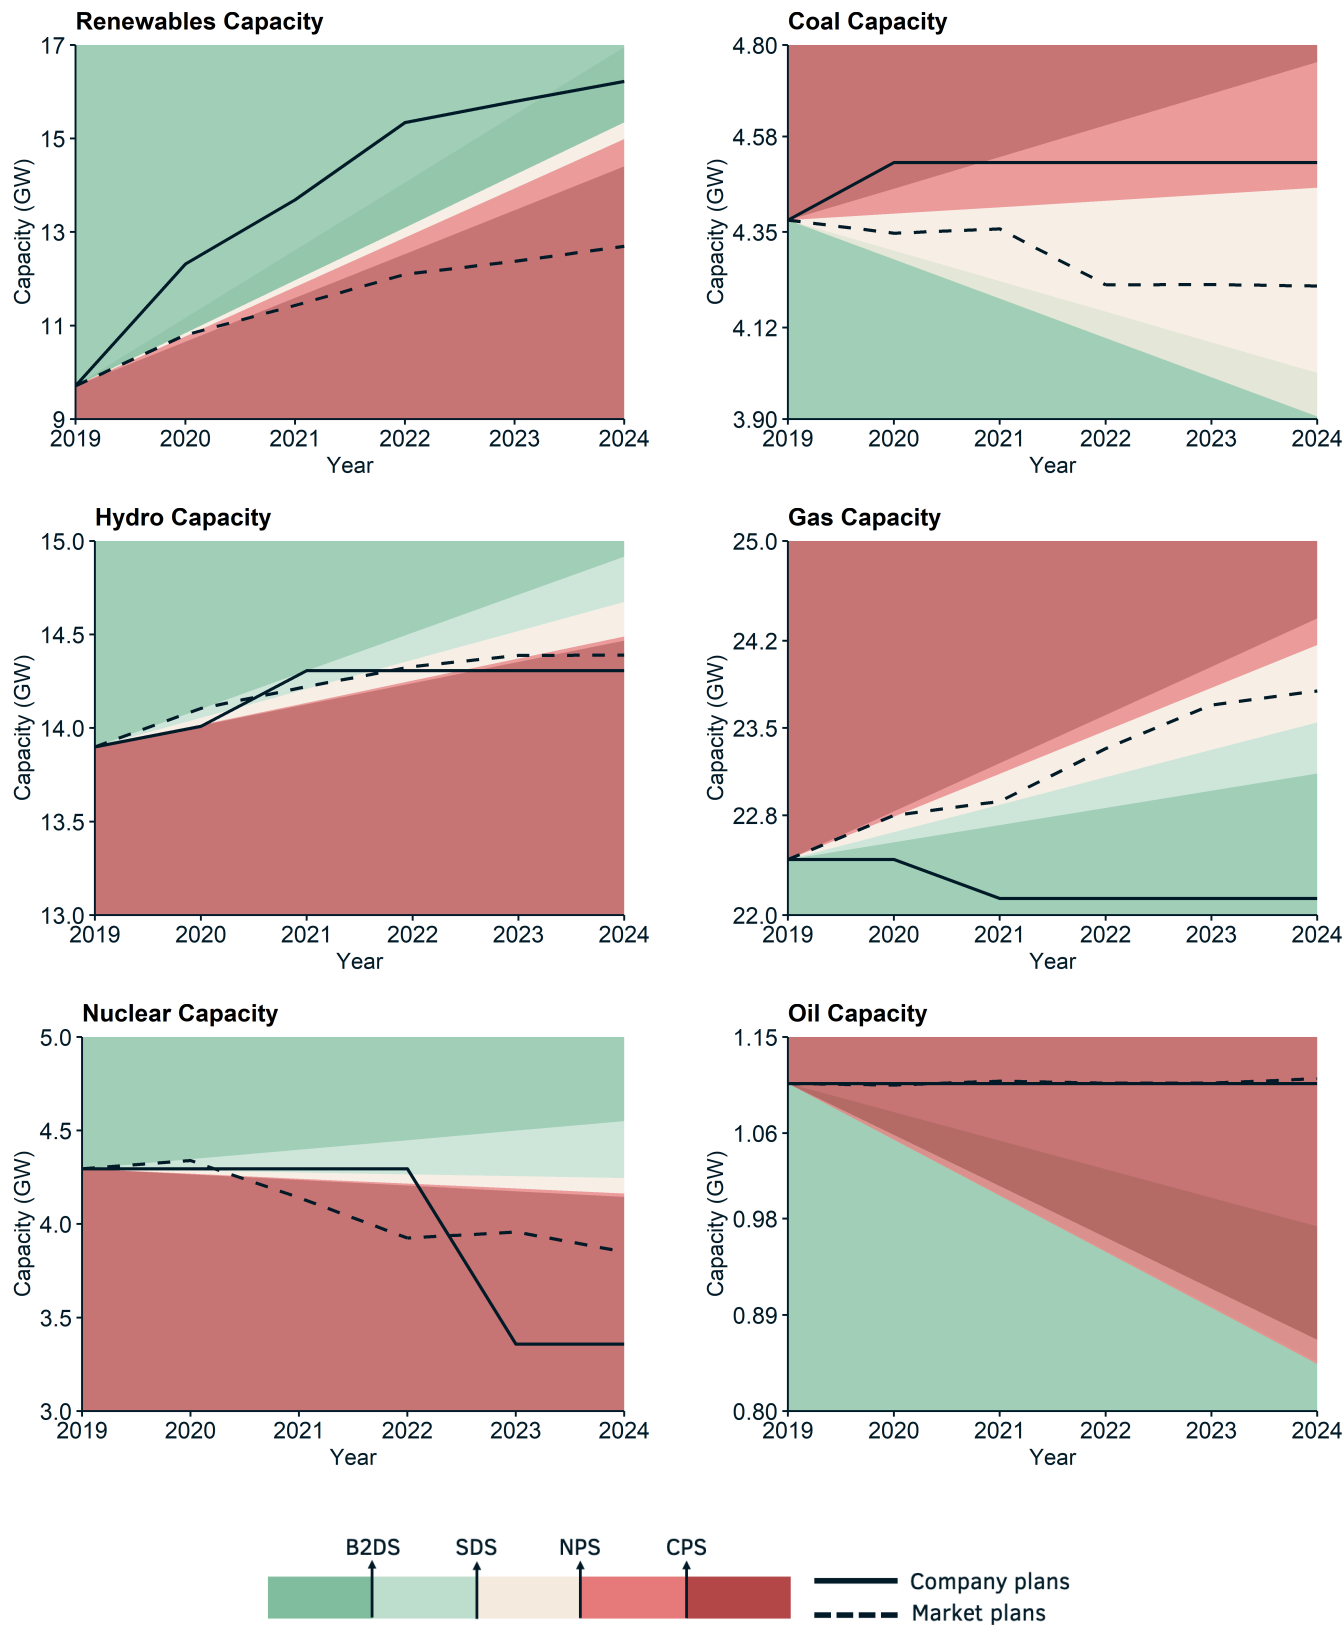 Renewables Capacity
17
15
13
11
9
Capacity (GW)
2019 2020 2021 2022 2023 2024
Year
Coal Capacity
4.80
4.58
4.35
4.12
3.90
Capacity (GW)
2019 2020 2021 2022 2023 2024
Year
Hydro Capacity
15.0
14.5
14.0
13.5
13.0
Capacity (GW)
2019 2020 2021 2022 2023 2024
Year
Gas Capacity
25.0
24.2
23.5
22.8
22.0
Capacity (GW)
2019 2020 2021 2022 2023 2024
Year
Nuclear Capacity
5.0
4.5
4.0
3.5
3.0
Capacity (GW)
2019 2020 2021 2022 2023 2024
Year
Oil Capacity
1.15
1.06
0.98
0.89
0.80
Capacity (GW)
2019 2020 2021 2022 2023 2024
Year
B2DS SDS NPS CPS
Company plans
Market plans